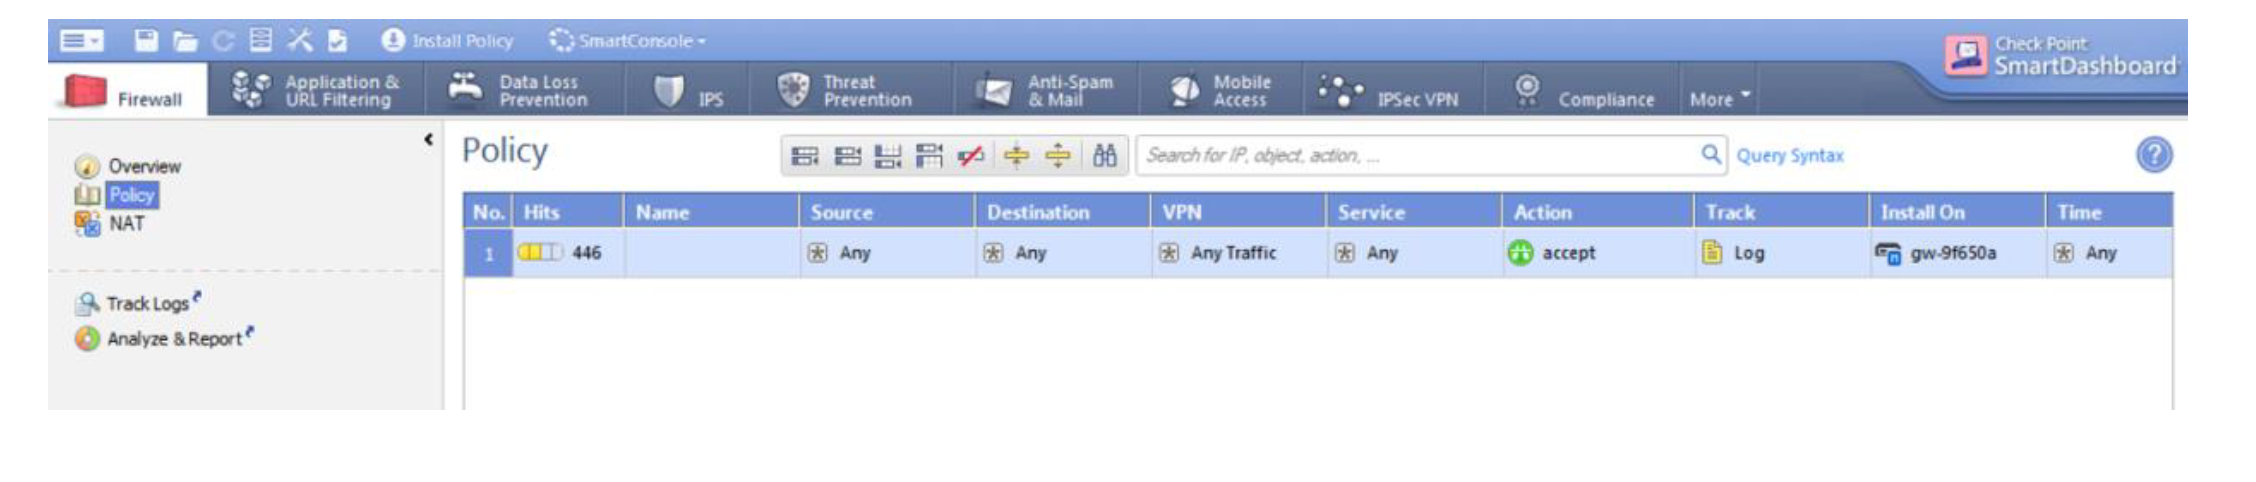 Install Policy SmartConsole
Check Point
SmartDashboard
Firewall
Application &
URL Filtering
Data Loss
Prevention
IPS
Threat
Prevention
Anti-Spam
& Mail
Mobile
Access
IPSec VPN
Compliance
More
Overview
Policy
NAT
Track Logs
Analyze & Report
Policy
Search for IP, object, action, ...
Query Syntax
?
No. Hits Name Source Destination VPN Service Action Track Install On Time
1 446 Any Any Any Traffic Any accept Log gw-9f650a Any